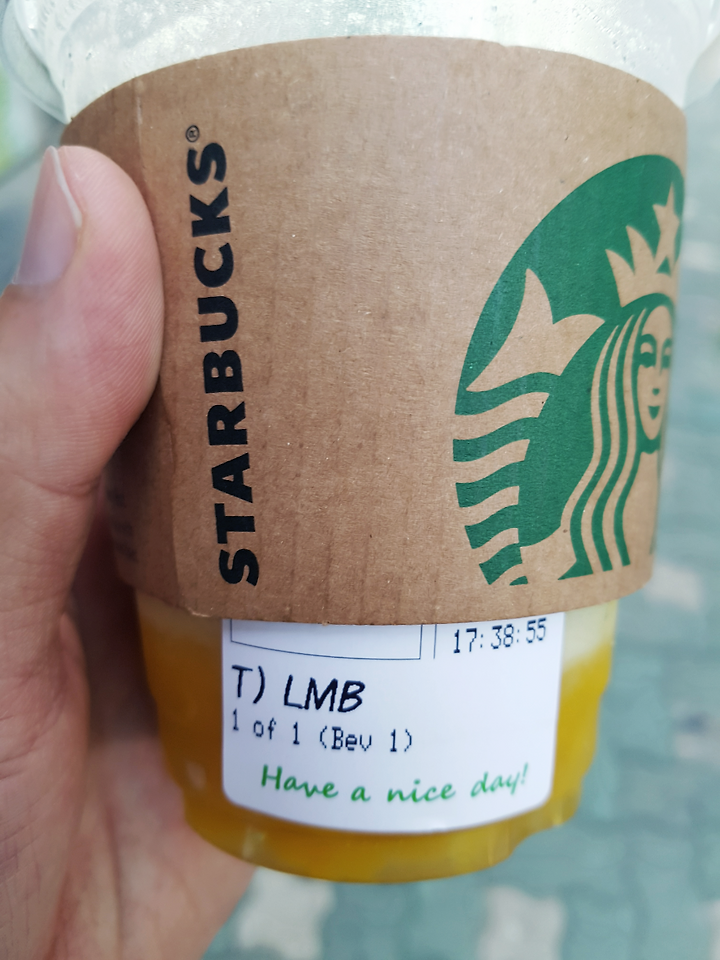 STARBUCKS®
17:38:55
T) LMB
1 of 1 (Bev 1)
Have a nice day!